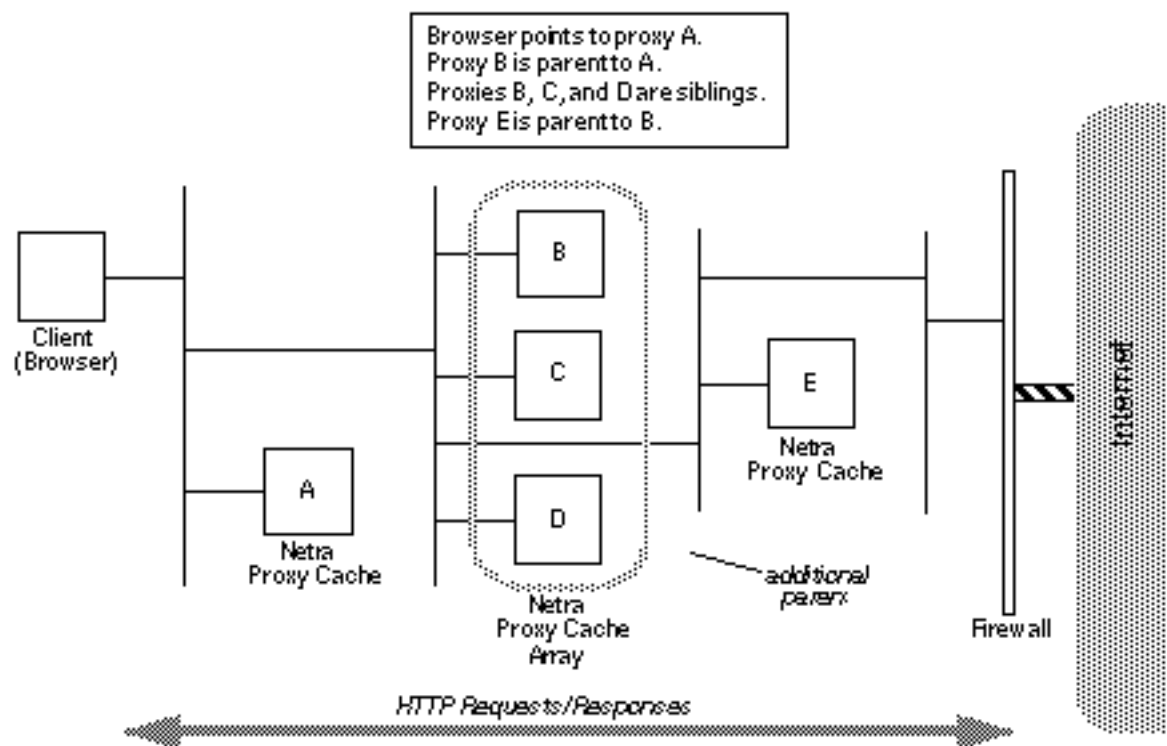 Browser points to proxy A.
Proxy B is parent to A.
Proxies B, C, and D are siblings.
Proxy E is parent to B.
B
Client
(Browser)
C
E
Internet
Netra
Proxy Cache
A
D
Netra
Proxy Cache
additional
parent
Netra
Proxy Cache
Array
Firewall
HTTP Requests/Responses